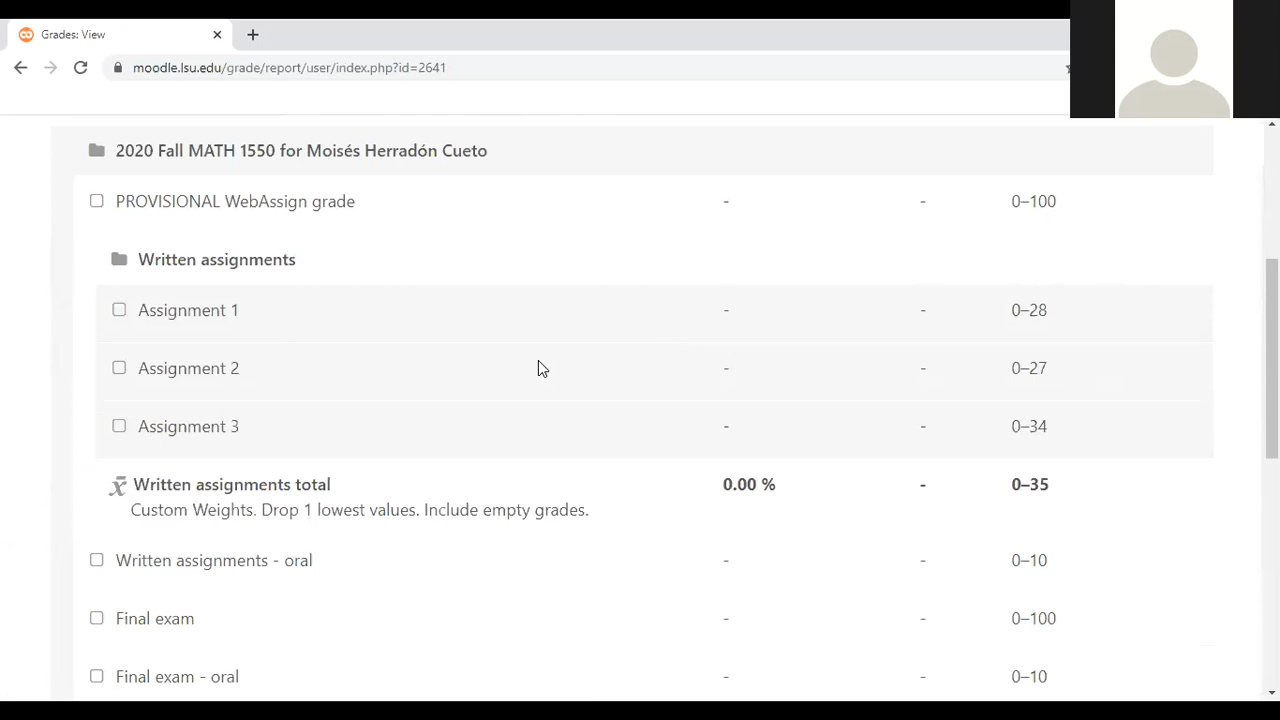 Grades: View
moodle.lsu.edu/grade/report/user/index.php?id=2641
2020 Fall MATH 1550 for Moisés Herradón Cueto
PROVISIONAL WebAssign grade - - 0–100
Written assignments
Assignment 1 - - 0–28
Assignment 2 - - 0–27
Assignment 3 - - 0–34
x̄ Written assignments total 0.00 % - 0–35
Custom Weights. Drop 1 lowest values. Include empty grades.
Written assignments - oral - - 0–10
Final exam - - 0–100
Final exam - oral - - 0–10